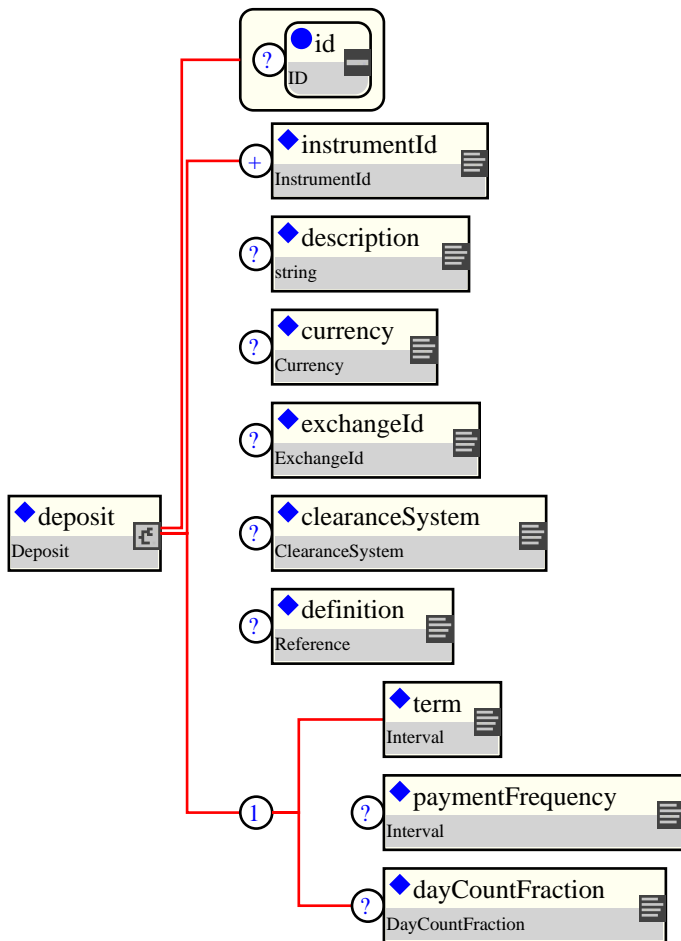 ?
id
ID
+
instrumentId
InstrumentId
?
description
string
?
currency
Currency
?
exchangeId
ExchangeId
deposit
Deposit
?
clearanceSystem
ClearanceSystem
?
definition
Reference
term
Interval
1
?
paymentFrequency
Interval
?
dayCountFraction
DayCountFraction